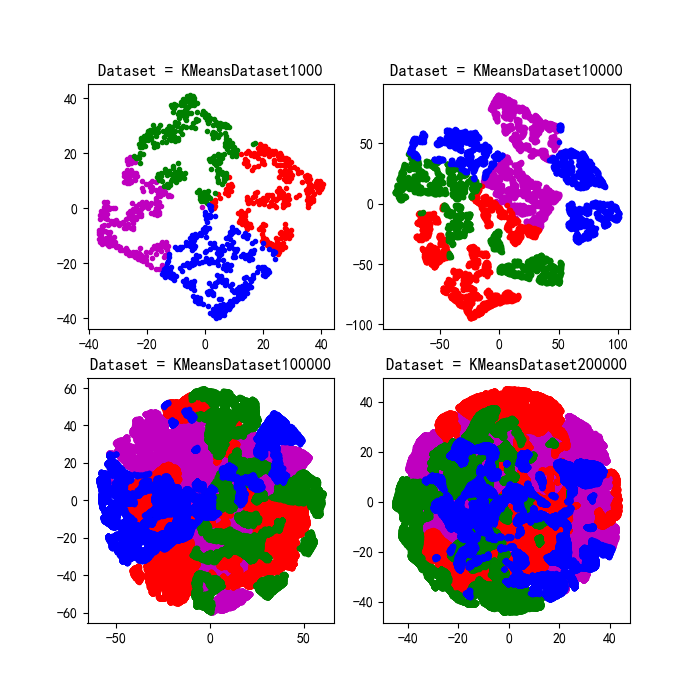 Dataset = KMeansDataset1000
40
20
0
−20
−40
−40 −20 0 20 40
Dataset = KMeansDataset10000
50
0
−50
−100
−50 0 50 100
Dataset = KMeansDataset100000
60
40
20
0
−20
−40
−60
−50 0 50
Dataset = KMeansDataset200000
40
20
0
−20
−40
−40 −20 0 20 40